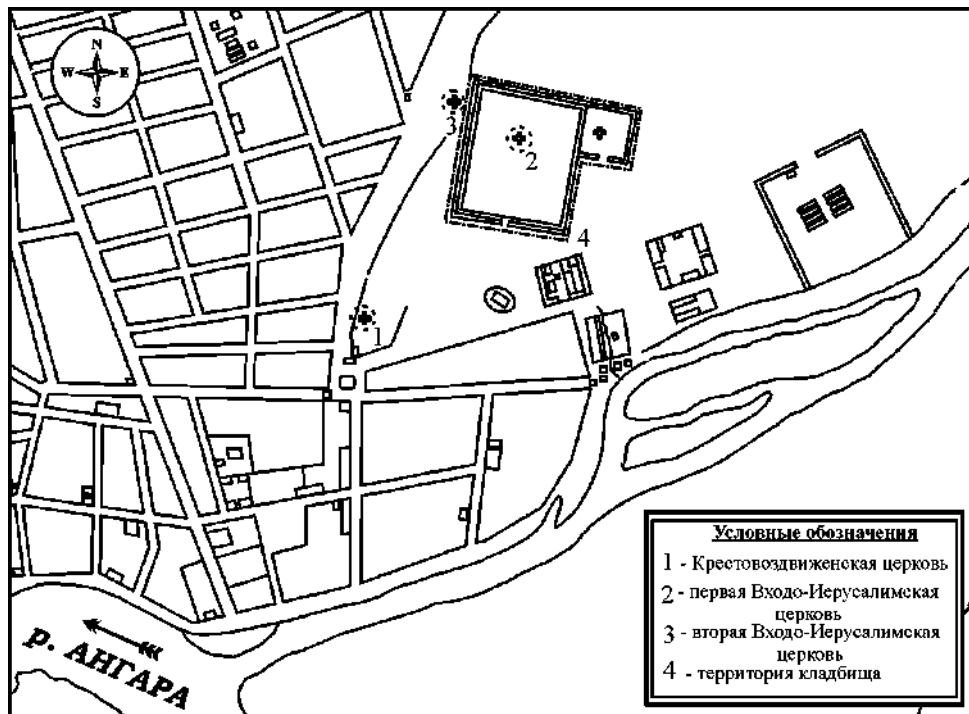 N
W E
S
3
2
4
1
Условные обозначения
1 - Крестовоздвиженская церковь
2 - первая Входо-Иерусалимская
церковь
3 - вторая Входо-Иерусалимская
церковь
4 - территория кладбища
р. АНГАРА